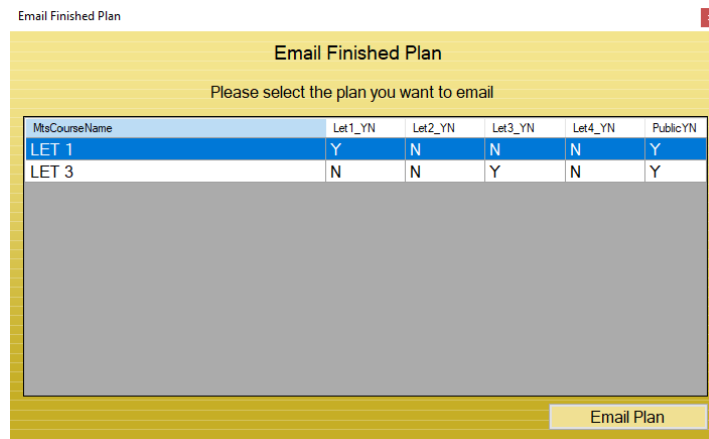 Email Finished Plan
Email Finished Plan
Please select the plan you want to email
MtsCourseName Let1_YN Let2_YN Let3_YN Let4_YN PublicYN
LET 1 Y N N N Y
LET 3 N N Y N Y
Email Plan